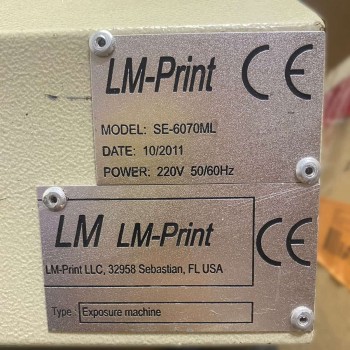 LM-Print CE
MODEL: SE-6070ML
DATE: 10/2011
POWER: 220V 50/60Hz
LM LM-Print CE
LM-Print LLC, 32958 Sebastian, FL USA
Type Exposure machine